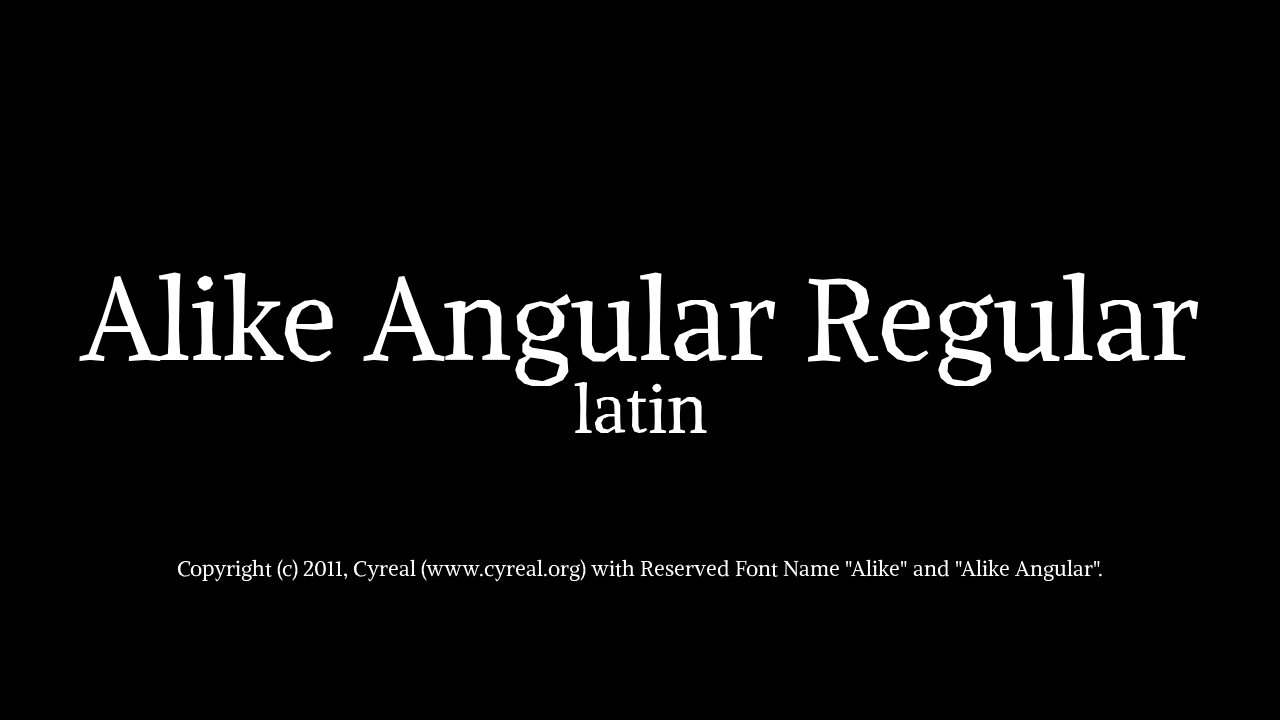 Alike Angular Regular
latin
Copyright (c) 2011, Cyreal (www.cyreal.org) with Reserved Font Name "Alike" and "Alike Angular".